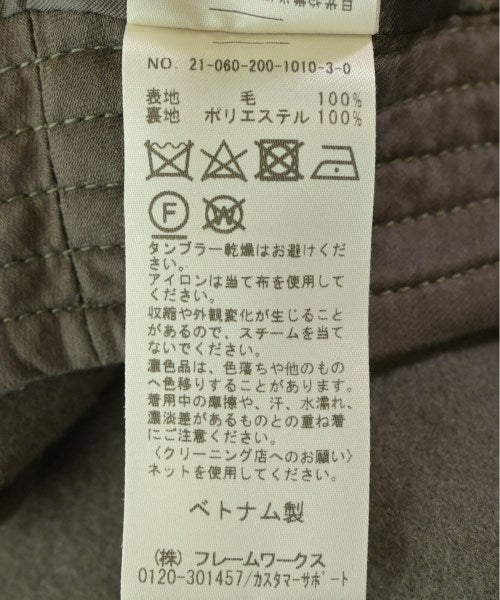 NO. 21-060-200-1010-3-0
表地 毛 100%
裏地 ポリエステル 100%
F W
タンブラー乾燥はお避けくだ
さい。
アイロンは当て布を使用して
ください。
収縮や外観変化が生じること
があるので、スチームを当て
ないでください。
濃色品は、色落ちや他のもの
へ色移りすることがあります。
着用中の摩擦や、汗、水濡れ、
濃淡差があるものとの重ね着
にご注意ください。
〈クリーニング店へのお願い〉
ネットを使用してください。
ベトナム製
(株) フレームワークス
0120-301457/カスタマーサポート